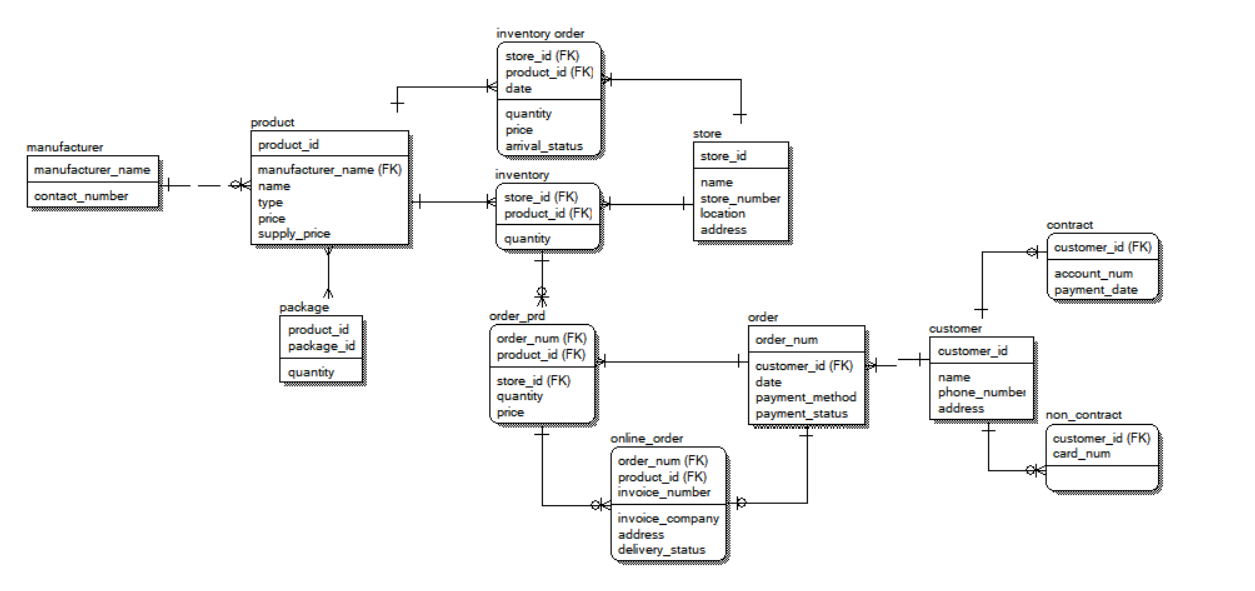 inventory order
store_id (FK)
product_id (FK)
date
quantity
price
arrival_status
product
product_id
manufacturer_name (FK)
name
type
price
supply_price
manufacturer
manufacturer_name
contact_number
store
store_id
name
store_number
location
address
inventory
store_id (FK)
product_id (FK)
quantity
contract
customer_id (FK)
account_num
payment_date
package
product_id
package_id
quantity
order_prd
order_num (FK)
product_id (FK)
store_id (FK)
quantity
price
order
order_num
customer_id (FK)
date
payment_method
payment_status
customer
customer_id
name
phone_number
address
non_contract
customer_id (FK)
card_num
online_order
order_num (FK)
product_id (FK)
invoice_number
invoice_company
address
delivery_status